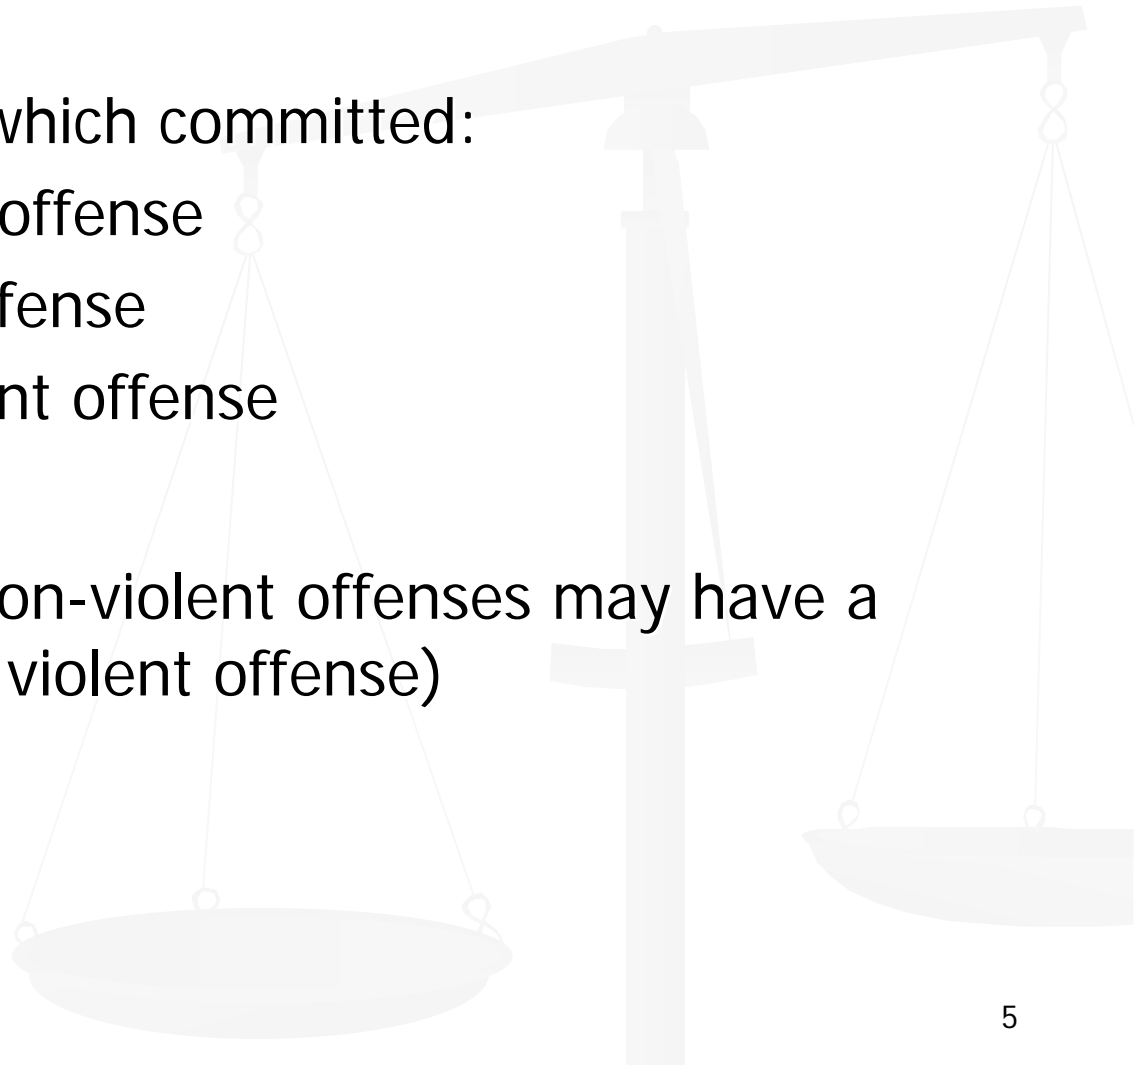 which committed:
offense
fense
nt offense
on-violent offenses may have a
violent offense)
5